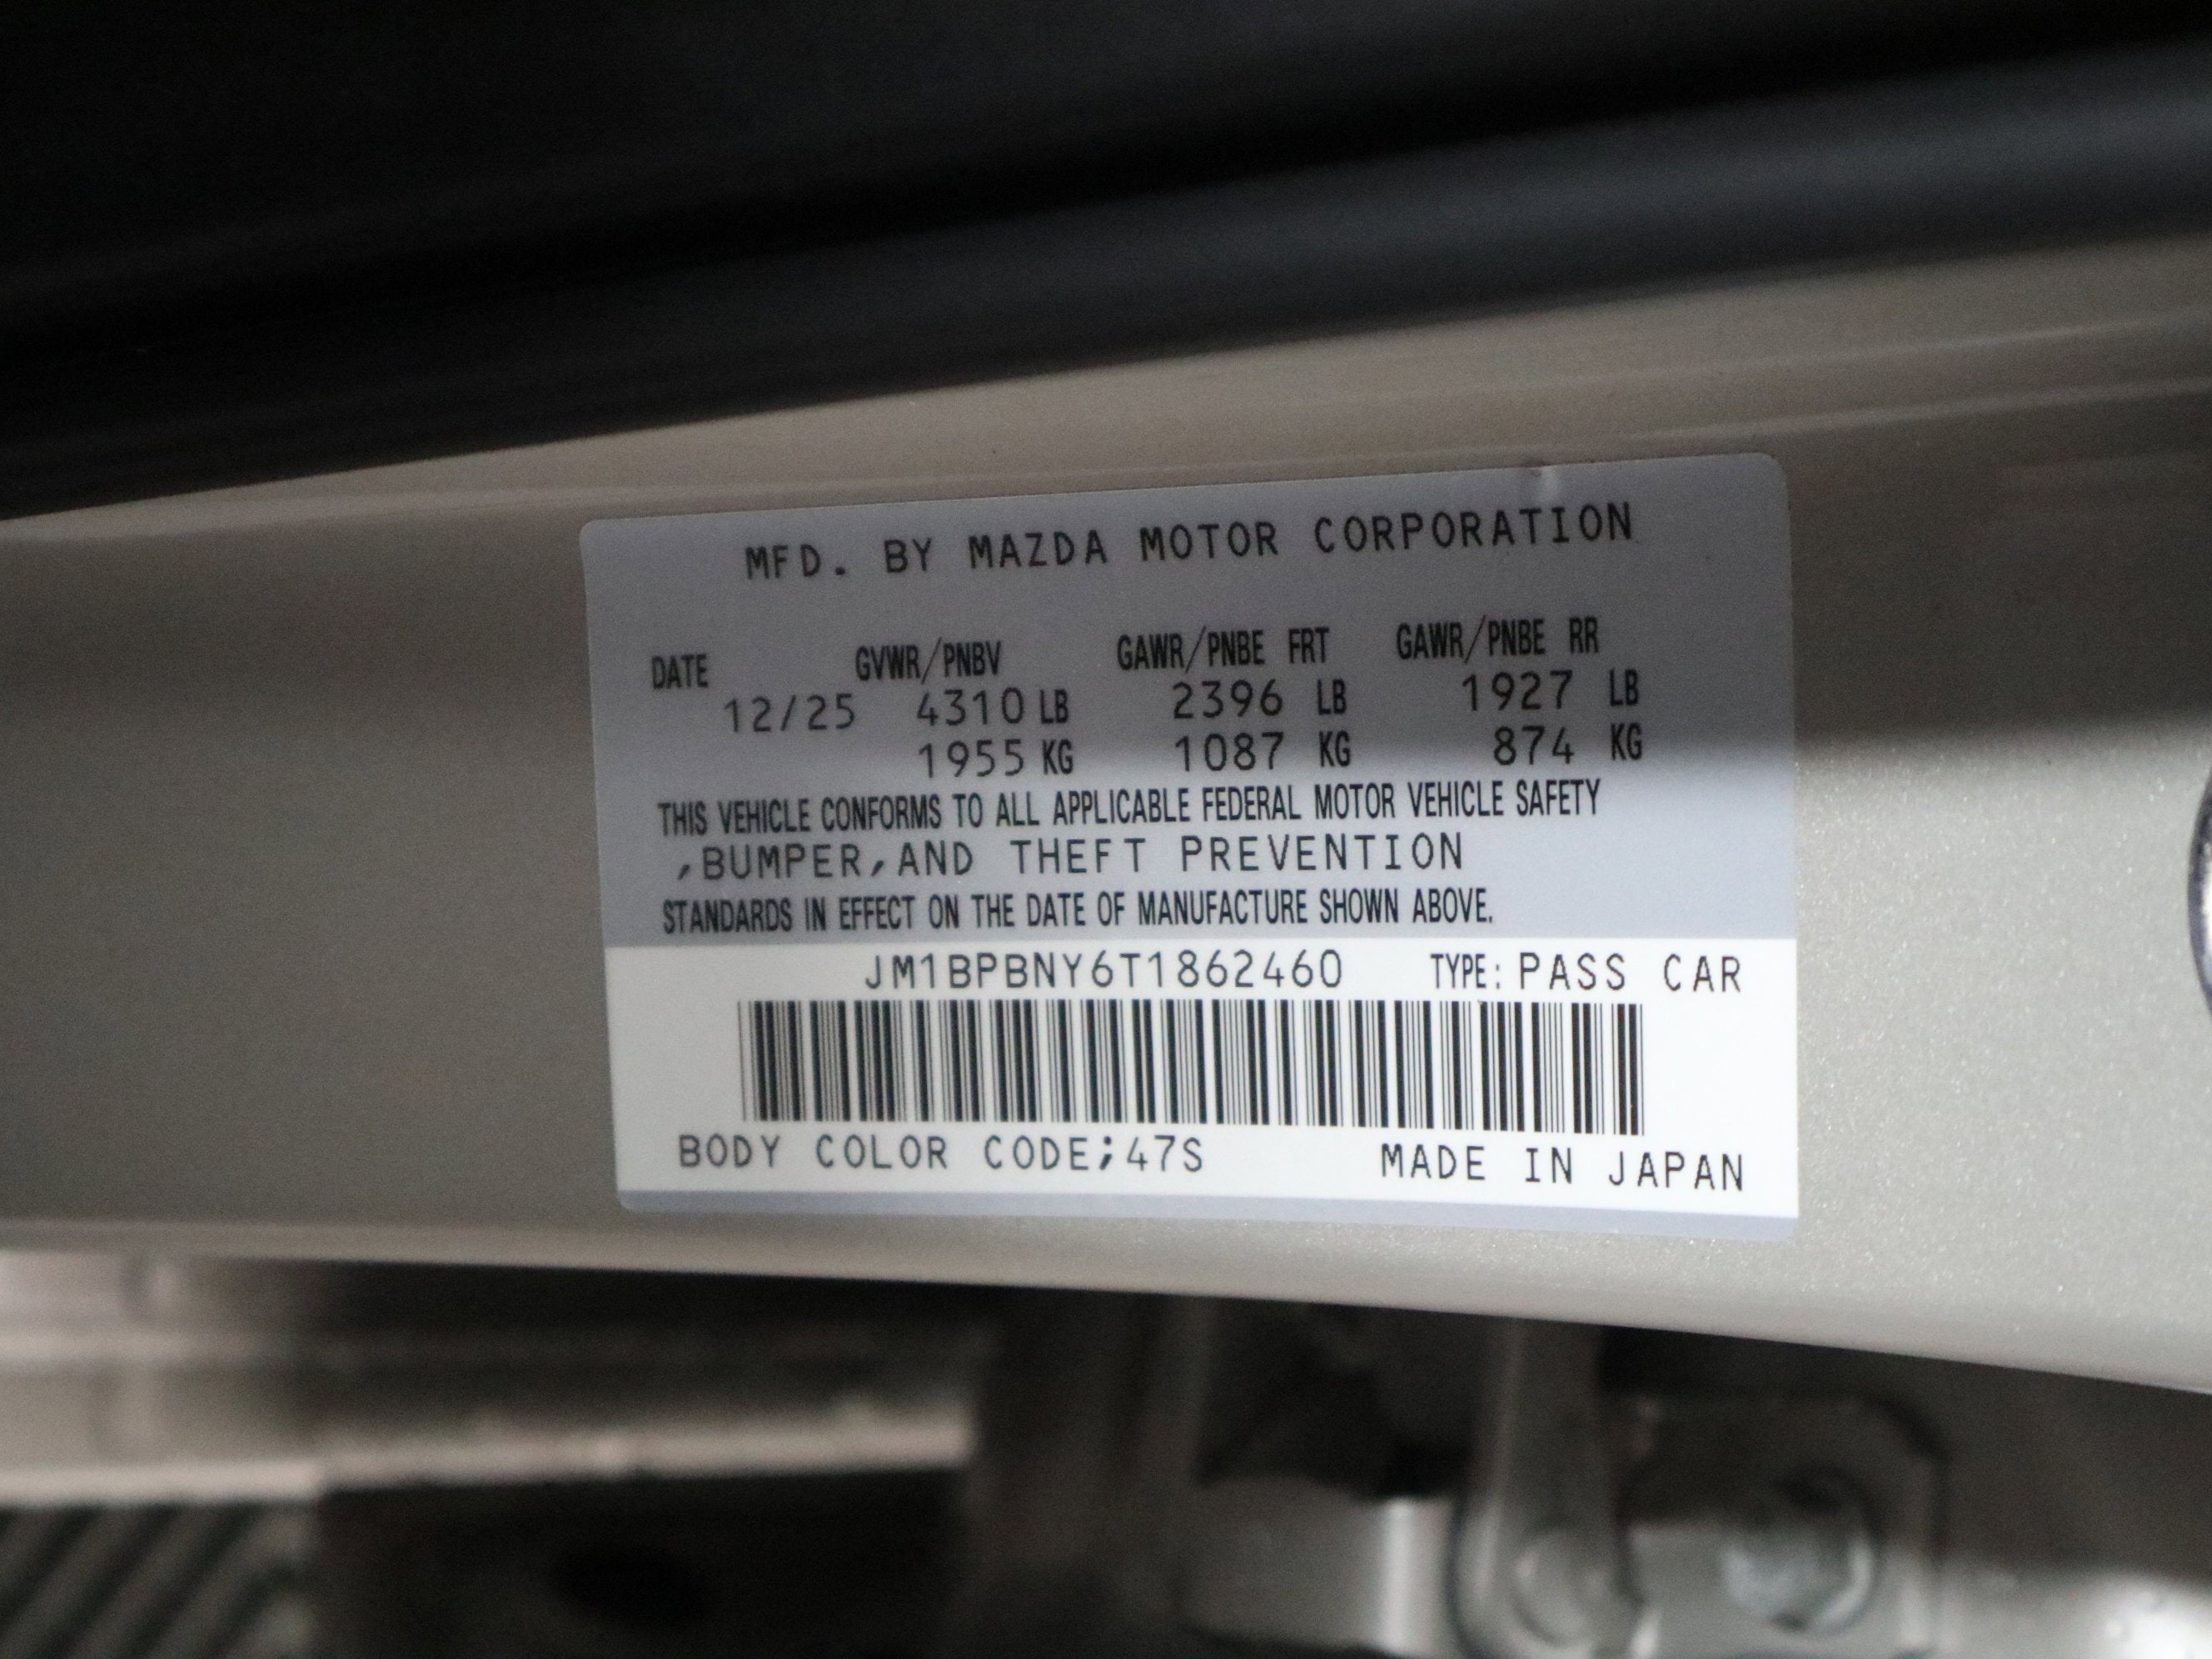 MFD. BY MAZDA MOTOR CORPORATION
DATE GVWR/PNBV GAWR/PNBE FRT GAWR/PNBE RR
12/25 4310 LB 2396 LB 1927 LB
1955 KG 1087 KG 874 KG
THIS VEHICLE CONFORMS TO ALL APPLICABLE FEDERAL MOTOR VEHICLE SAFETY
,BUMPER,AND THEFT PREVENTION
STANDARDS IN EFFECT ON THE DATE OF MANUFACTURE SHOWN ABOVE.
JM1BPBNY6T1862460 TYPE: PASS CAR
BODY COLOR CODE;47S MADE IN JAPAN